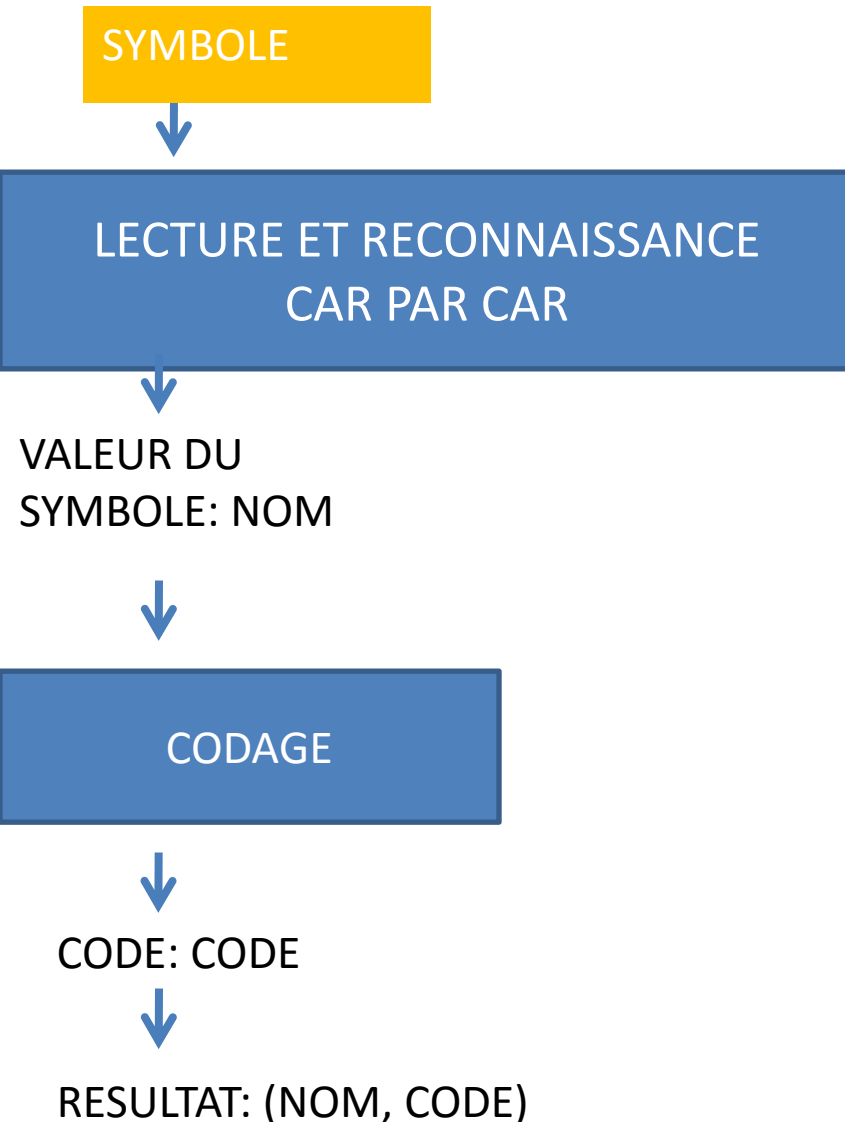 SYMBOLE
LECTURE ET RECONNAISSANCE
CAR PAR CAR
VALEUR DU
SYMBOLE: NOM
CODAGE
CODE: CODE
RESULTAT: (NOM, CODE)